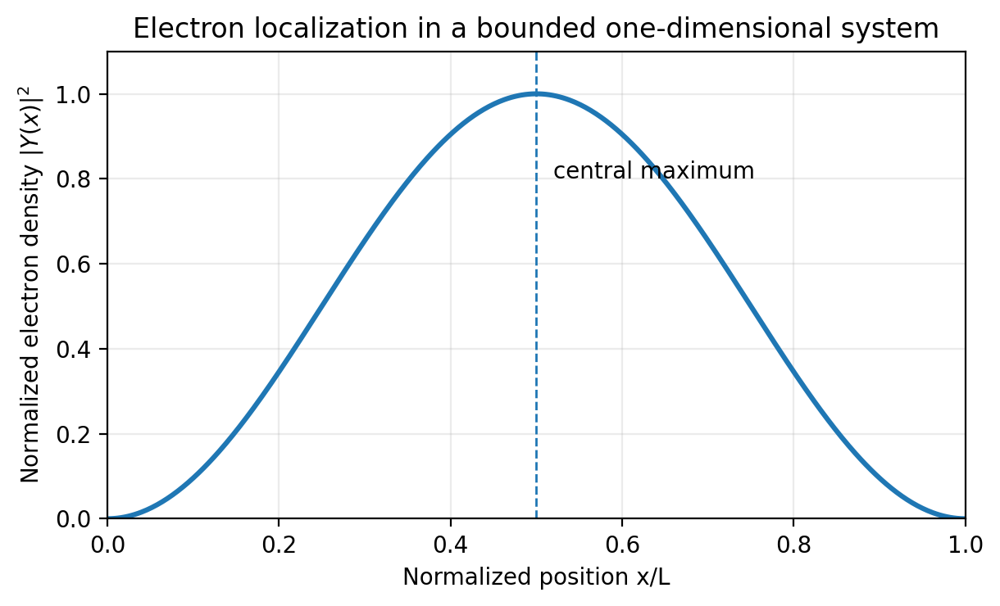 Electron localization in a bounded one-dimensional system
Normalized electron density |Y(x)|²
1.0
0.8
0.6
0.4
0.2
0.0
central maximum
0.0 0.2 0.4 0.6 0.8 1.0
Normalized position x/L